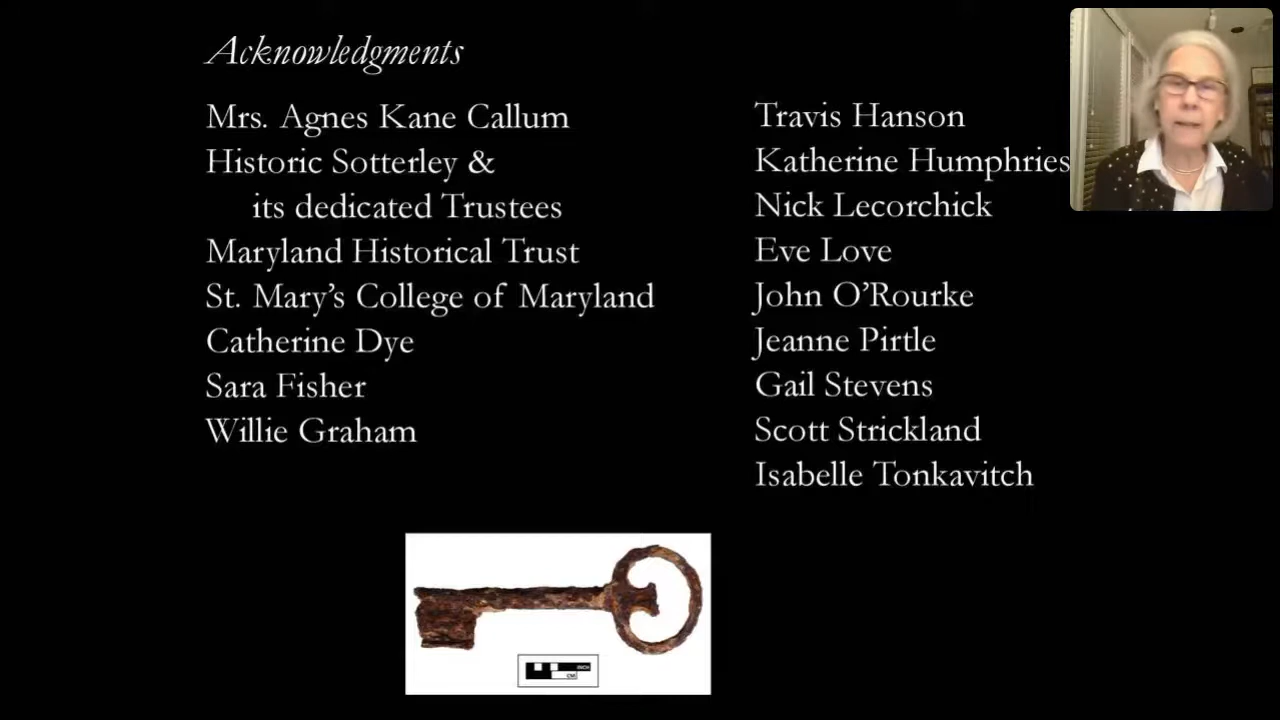 Acknowledgments
Mrs. Agnes Kane Callum
Historic Sotterley &
its dedicated Trustees
Maryland Historical Trust
St. Mary's College of Maryland
Catherine Dye
Sara Fisher
Willie Graham
Travis Hanson
Katherine Humphries
Nick Lecorchick
Eve Love
John O'Rourke
Jeanne Pirtle
Gail Stevens
Scott Strickland
Isabelle Tonkavitch
INCH
CM